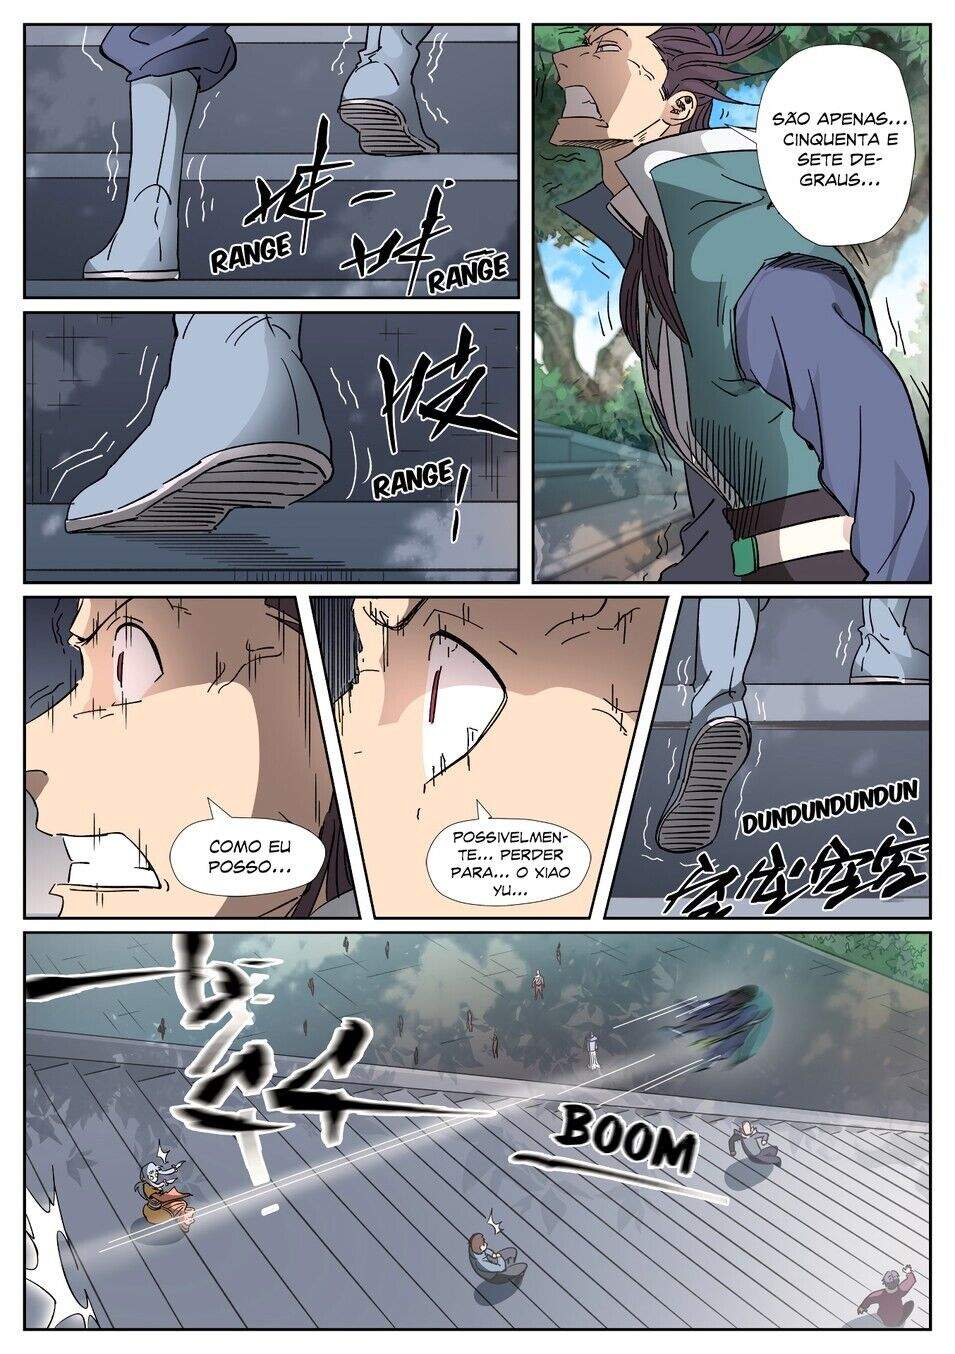 RANGE
RANGE
SÃO APENAS...
CINQUENTA E
SETE DE-
GRAUS...
RANGE
COMO EU
POSSO...
POSSIVELMEN-
TE... PERDER
PARA... O XIAO
YU...
DUNDUNDUNDUN
BOOM